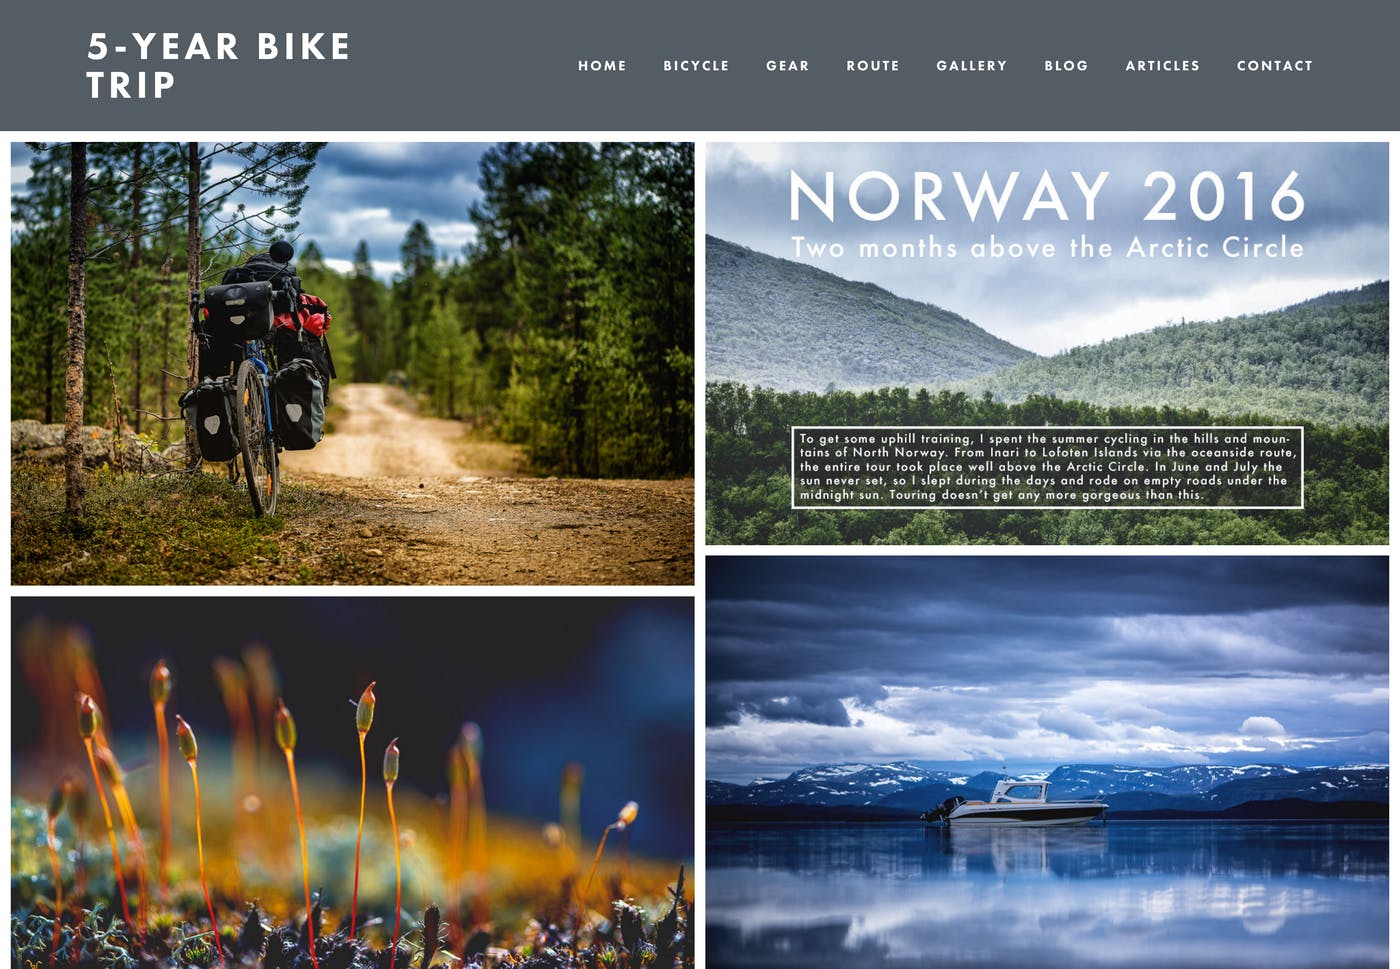 5-YEAR BIKE
TRIP
HOME BICYCLE GEAR ROUTE GALLERY BLOG ARTICLES CONTACT
NORWAY 2016
Two months above the Arctic Circle
To get some uphill training, I spent the summer cycling in the hills and moun-
tains of North Norway. From Inari to Lofoten Islands via the oceanside route,
the entire tour took place well above the Arctic Circle. In June and July the
sun never set, so I slept during the days and rode on empty roads under the
midnight sun. Touring doesn't get any more gorgeous than this.